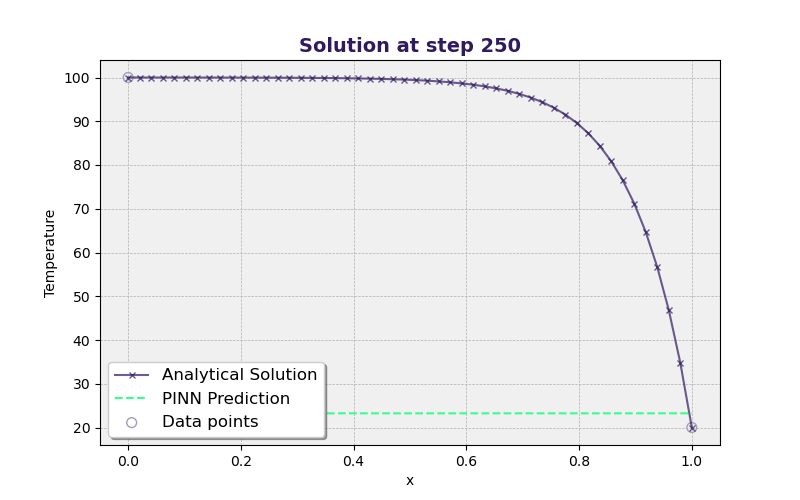 Solution at step 250
Temperature
100
90
80
70
60
50
40
30
20
Analytical Solution
PINN Prediction
Data points
0.0 0.2 0.4 0.6 0.8 1.0
x